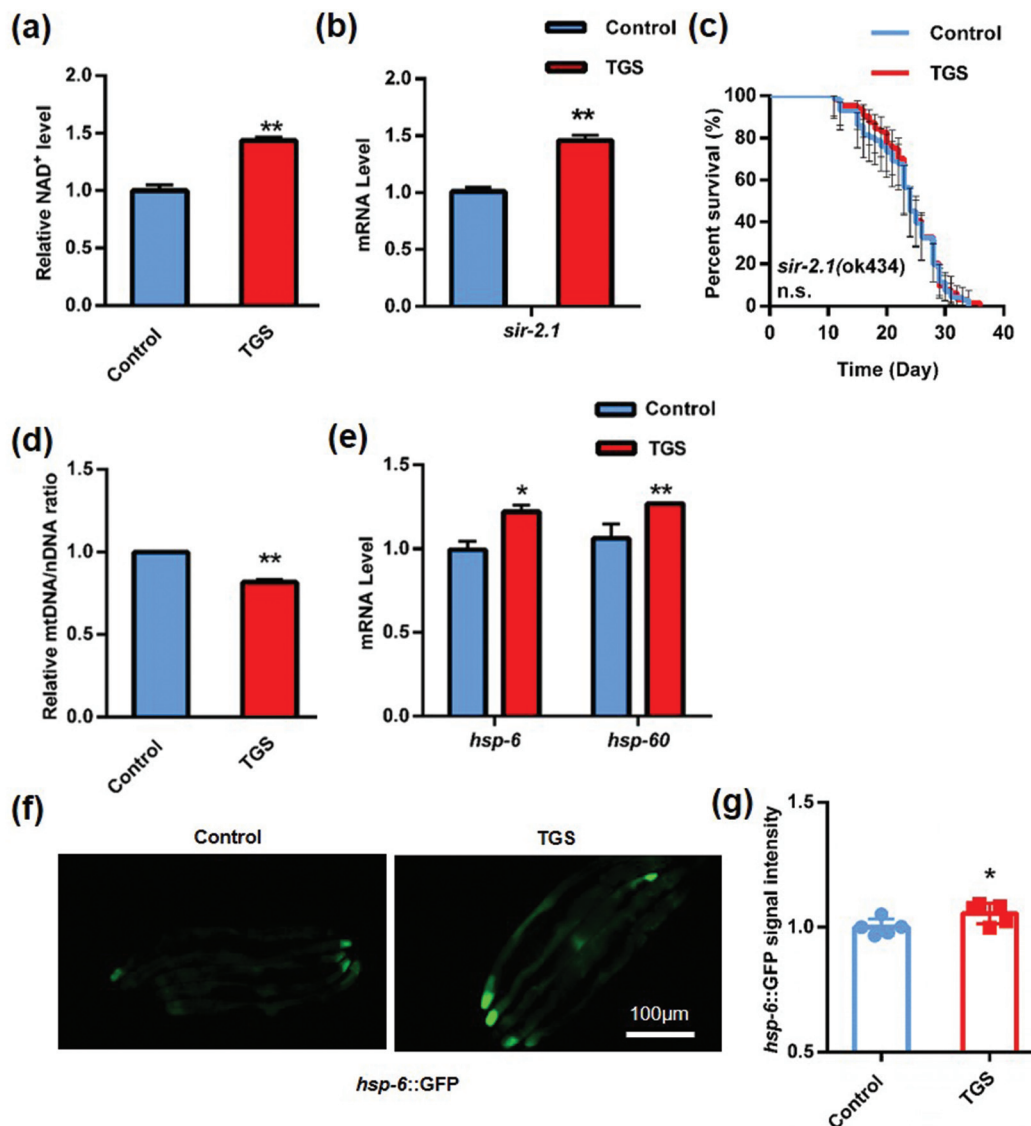 (a)
Relative NAD+ level
2.0
1.5
1.0
0.5
0.0
**
Control
TGS
(b)
Control
TGS
mRNA Level
2.0
1.5
1.0
0.5
0.0
**
sir-2.1
(c)
Control
TGS
Percent survival (%)
100
80
60
40
20
0
sir-2.1(ok434)
n.s.
0
10
20
30
40
Time (Day)
(d)
Relative mtDNA/nDNA ratio
1.5
1.0
0.5
0.0
**
Control
TGS
(e)
Control
TGS
mRNA Level
1.5
1.0
0.5
0.0
*
**
hsp-6
hsp-60
(f)
Control
TGS
100μm
hsp-6::GFP
(g)
hsp-6::GFP signal intensity
1.5
1.0
0.5
*
Control
TGS